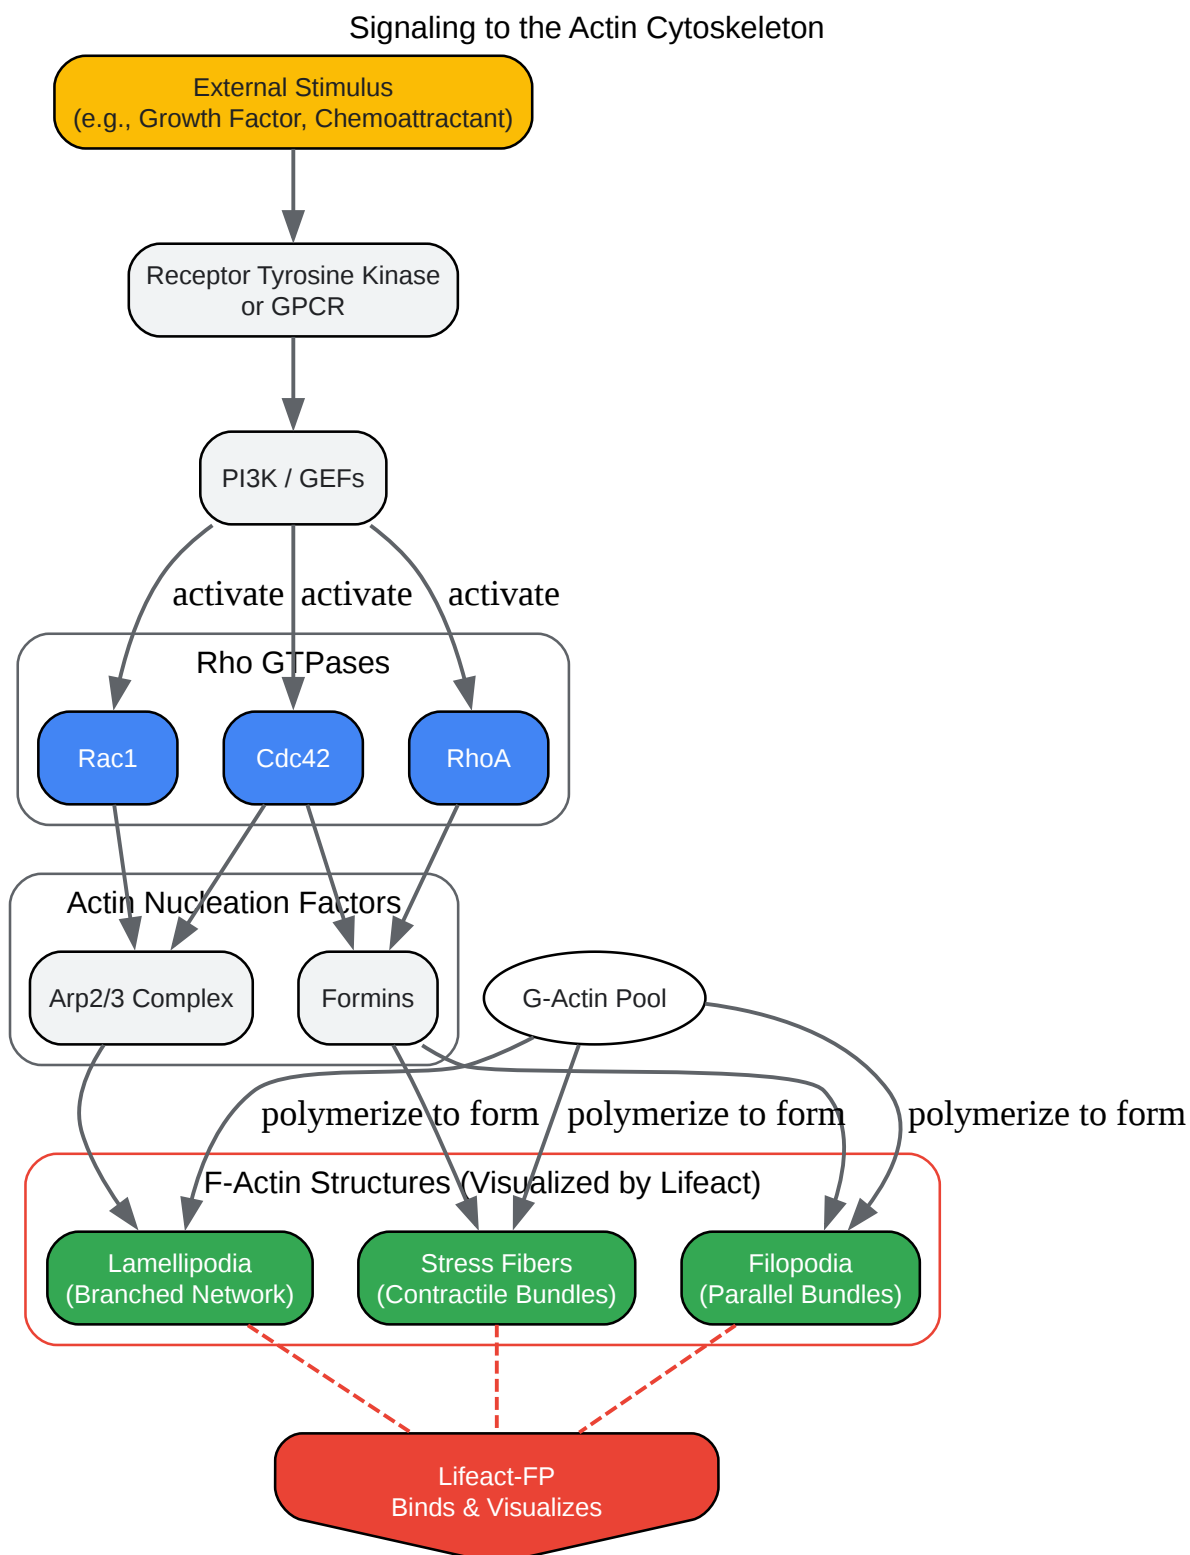 Signaling to the Actin Cytoskeleton
External Stimulus
(e.g., Growth Factor, Chemoattractant)
Receptor Tyrosine Kinase
or GPCR
PI3K / GEFs
activate
activate
activate
Rho GTPases
Rac1
Cdc42
RhoA
Actin Nucleation Factors
Arp2/3 Complex
Formins
G-Actin Pool
polymerize to form
polymerize to form
polymerize to form
F-Actin Structures (Visualized by Lifeact)
Lamellipodia
(Branched Network)
Stress Fibers
(Contractile Bundles)
Filopodia
(Parallel Bundles)
Lifeact-FP
Binds & Visualizes